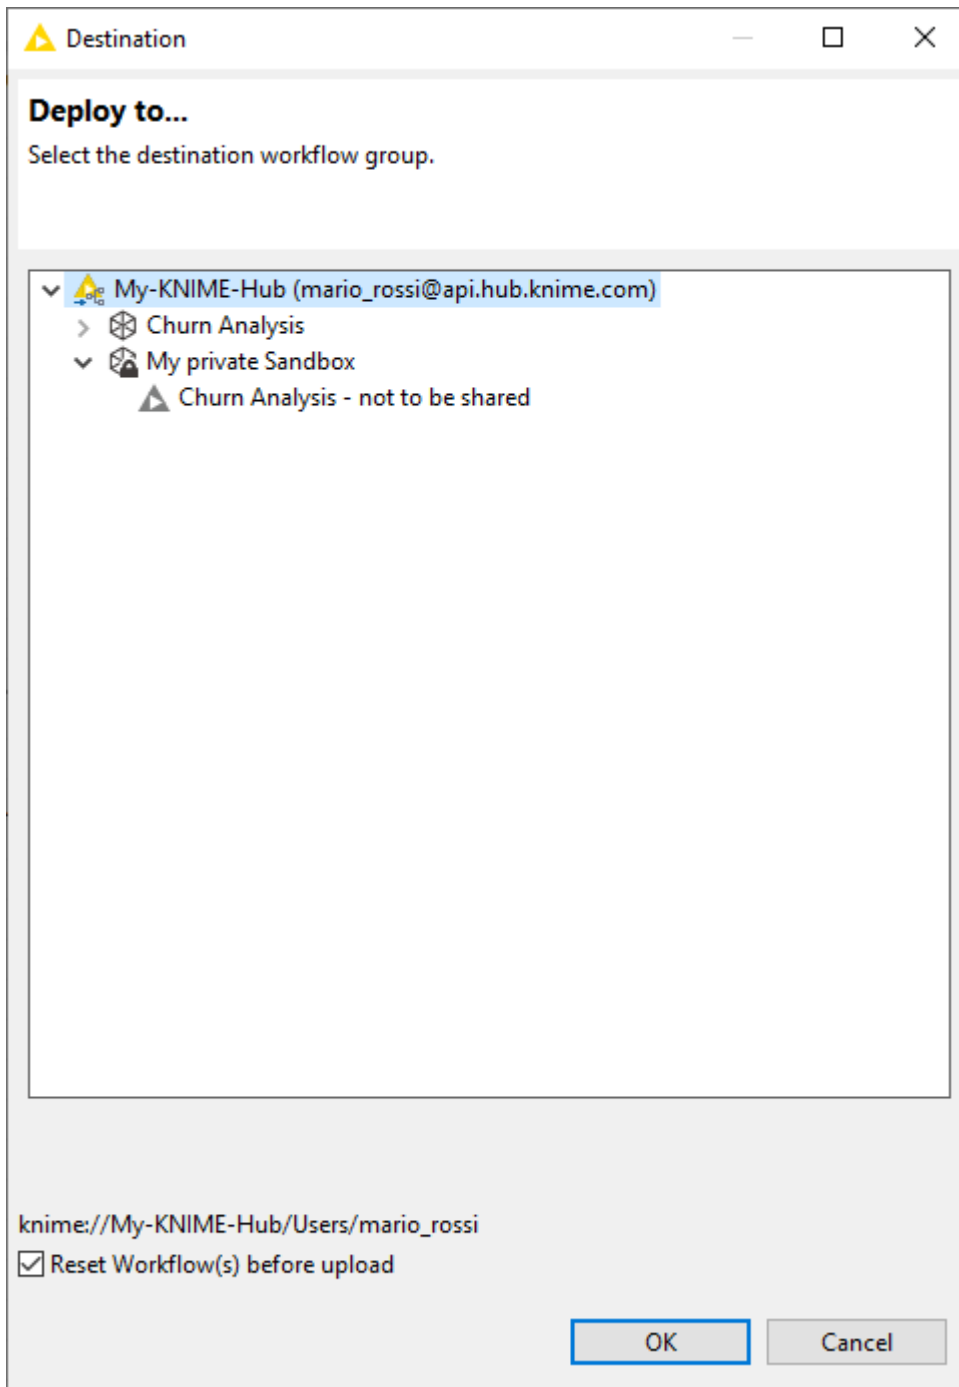 Destination
Deploy to...
Select the destination workflow group.
My-KNIME-Hub (mario_rossi@api.hub.knime.com)
Churn Analysis
My private Sandbox
Churn Analysis - not to be shared
knime://My-KNIME-Hub/Users/mario_rossi
Reset Workflow(s) before upload
OK Cancel